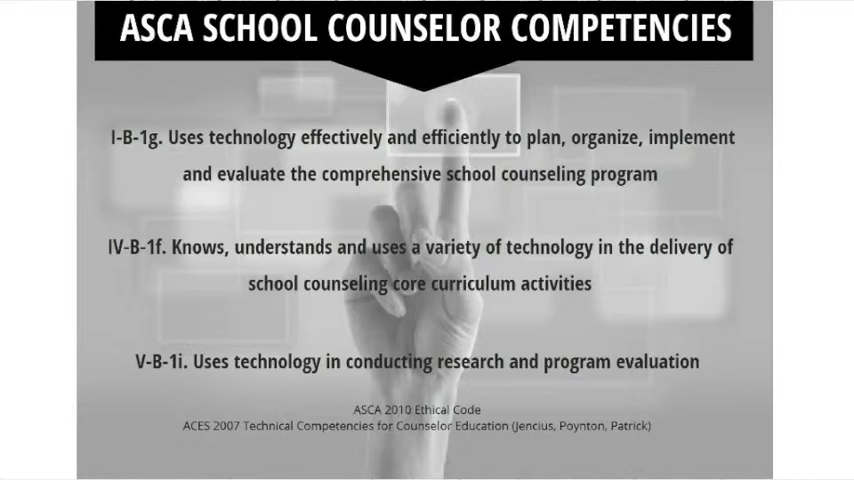 ASCA SCHOOL COUNSELOR COMPETENCIES
I-B-1g. Uses technology effectively and efficiently to plan, organize, implement
and evaluate the comprehensive school counseling program
IV-B-1f. Knows, understands and uses a variety of technology in the delivery of
school counseling core curriculum activities
V-B-1i. Uses technology in conducting research and program evaluation
ASCA 2010 Ethical Code
ACES 2007 Technical Competencies for Counselor Education (Jencius, Poynton, Patrick)